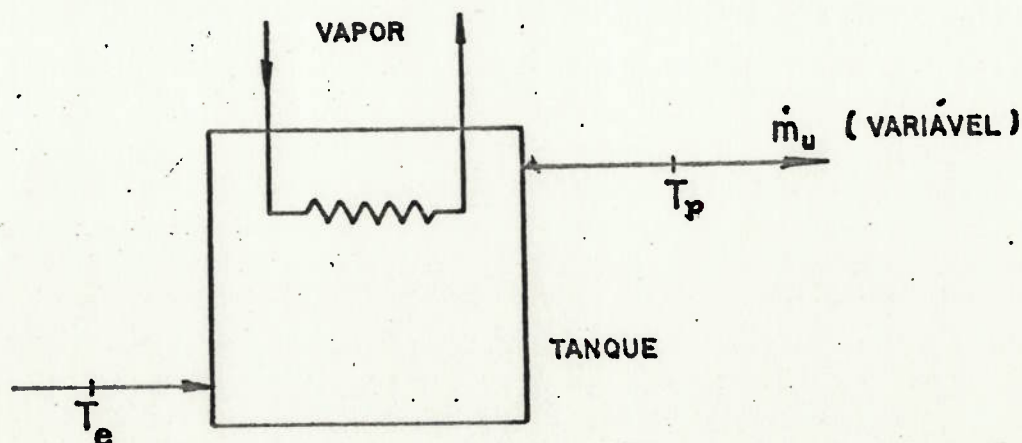 VAPOR
ṁu (VARIÁVEL)
Tp
TANQUE
Te